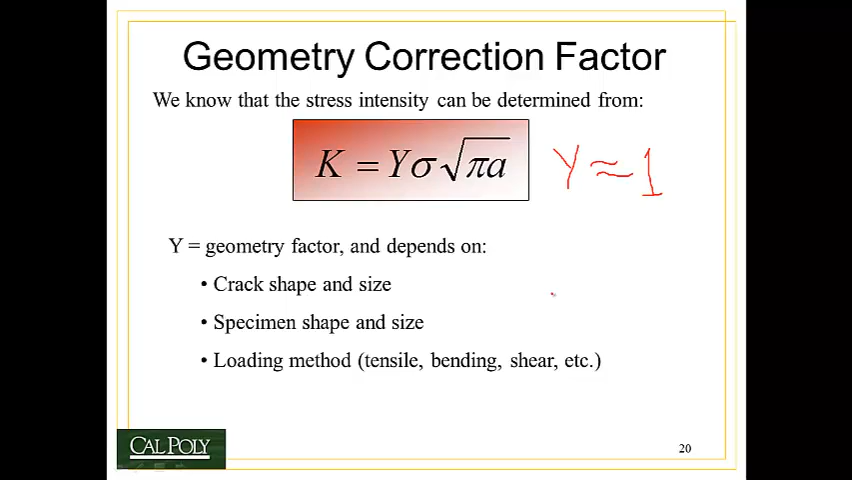 Geometry Correction Factor
We know that the stress intensity can be determined from:
K = Yσ√πa Y ≈ 1
Y = geometry factor, and depends on:
• Crack shape and size
• Specimen shape and size
• Loading method (tensile, bending, shear, etc.)
CAL POLY
20